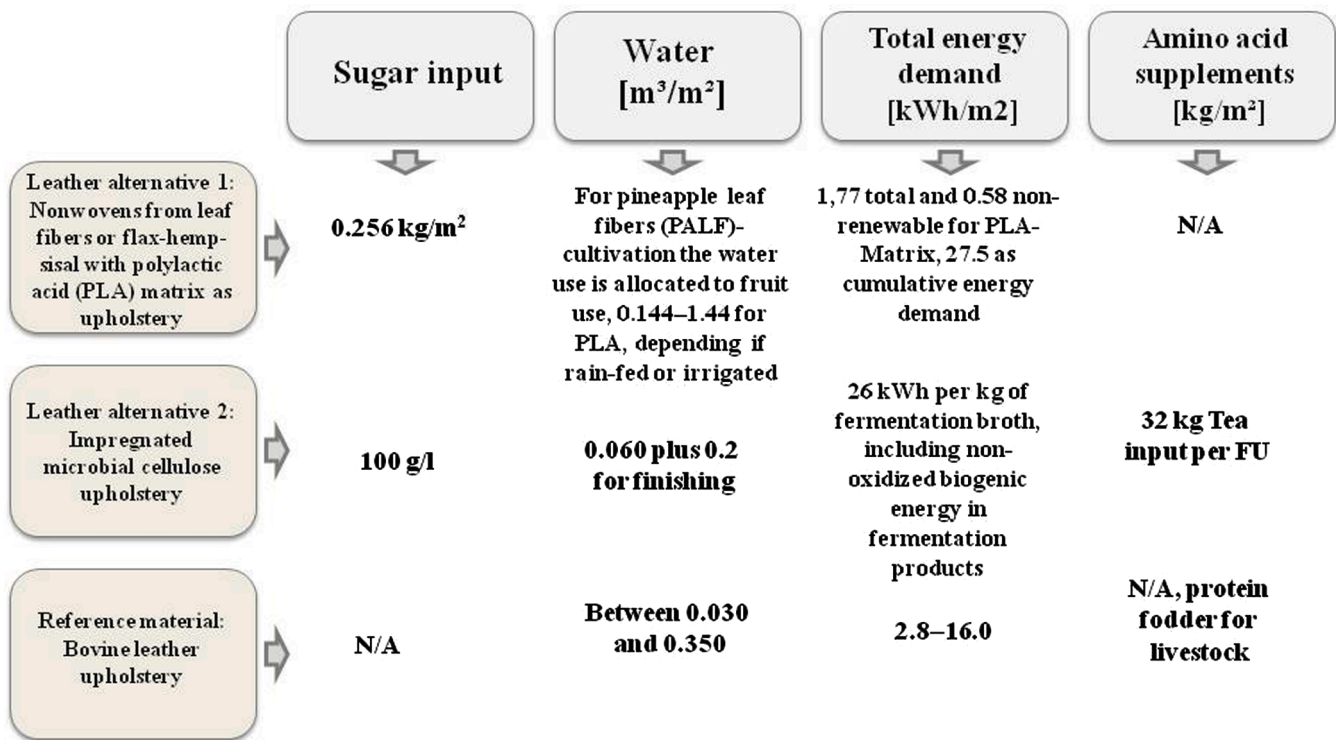 Sugar input
Water
[m³/m²]
Total energy
demand
[kWh/m2]
Amino acid
supplements
[kg/m²]
Leather alternative 1:
Nonwovens from leaf
fibers or flax-hemp-
sisal with polylactic
acid (PLA) matrix as
upholstery
0.256 kg/m²
For pineapple leaf
fibers (PALF)-
cultivation the water
use is allocated to fruit
use, 0.144–1.44 for
PLA, depending if
rain-fed or irrigated
1,77 total and 0.58 non-
renewable for PLA-
Matrix, 27.5 as
cumulative energy
demand
N/A
Leather alternative 2:
Impregnated
microbial cellulose
upholstery
100 g/l
0.060 plus 0.2
for finishing
26 kWh per kg of
fermentation broth,
including non-
oxidized biogenic
energy in
fermentation
products
32 kg Tea
input per FU
Reference material:
Bovine leather
upholstery
N/A
Between 0.030
and 0.350
2.8–16.0
N/A, protein
fodder for
livestock